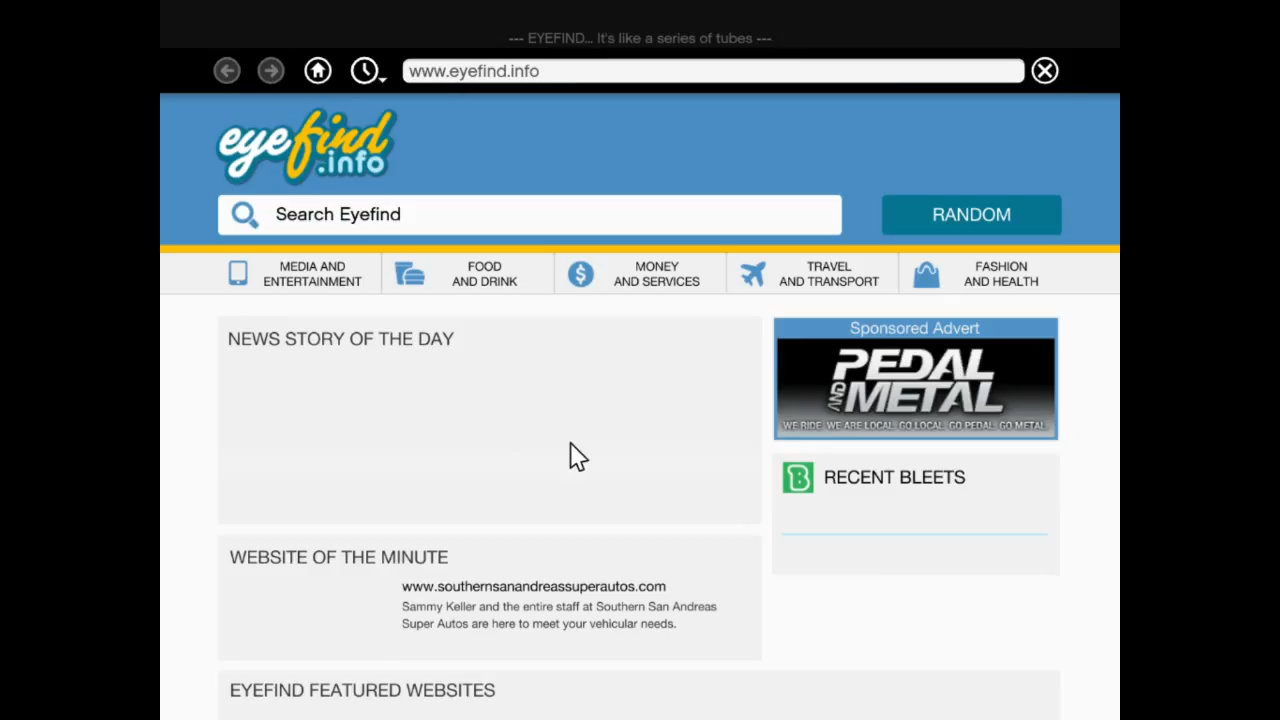 --- EYEFIND... It's like a series of tubes ---
www.eyefind.info
eyefind
.info
Search Eyefind
RANDOM
MEDIA AND
ENTERTAINMENT
FOOD
AND DRINK
MONEY
AND SERVICES
TRAVEL
AND TRANSPORT
FASHION
AND HEALTH
NEWS STORY OF THE DAY
Sponsored Advert
PEDAL
AND METAL
WE RIDE. WE ARE LOCAL. GO LOCAL. GO PEDAL. GO METAL.
B RECENT BLEETS
WEBSITE OF THE MINUTE
www.southernsanandreassuperautos.com
Sammy Keller and the entire staff at Southern San Andreas
Super Autos are here to meet your vehicular needs.
EYEFIND FEATURED WEBSITES